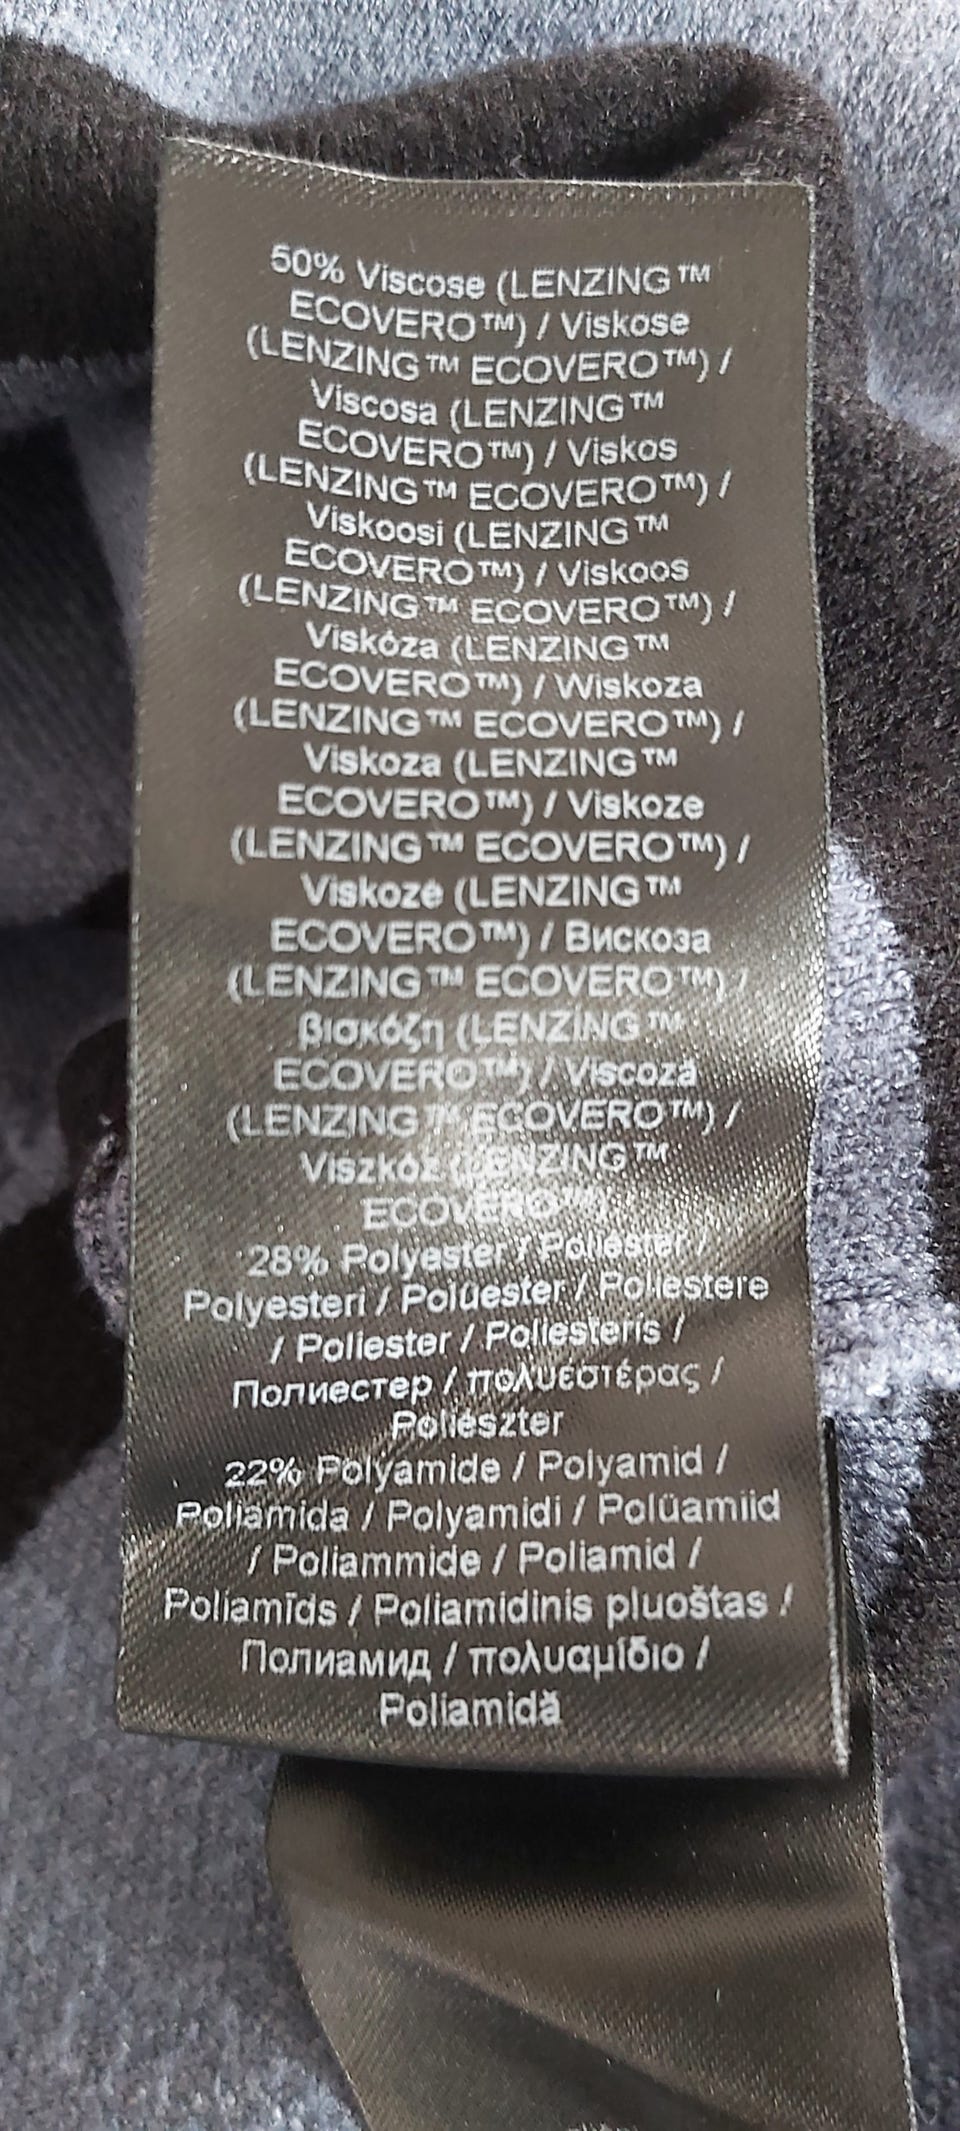 50% Viscose (LENZING™
ECOVERO™) / Viskose
(LENZING™ ECOVERO™) /
Viscosa (LENZING™
ECOVERO™) / Viskos
(LENZING™ ECOVERO™) /
Viskoosi (LENZING™
ECOVERO™) / Viskoos
(LENZING™ ECOVERO™) /
Viskóza (LENZING™
ECOVERO™) / Wiskoza
(LENZING™ ECOVERO™) /
Viskoza (LENZING™
ECOVERO™) / Viskoze
(LENZING™ ECOVERO™) /
Viskozė (LENZING™
ECOVERO™) / Вискоза
(LENZING™ ECOVERO™) /
βισκόζη (LENZING™
ECOVERO™) / Viscoză
(LENZING™ ECOVERO™) /
Viszkóz (LENZING™
ECOVERO™)
28% Polyester / Poliéster /
Polyesteri / Polüester / Poliestere
/ Poliester / Poliesteris /
Полиестер / πολυεστέρας /
Poliészter
22% Polyamide / Polyamid /
Poliamida / Polyamidi / Polüamiid
/ Poliammide / Poliamid /
Poliamīds / Poliamidinis pluoštas /
Полиамид / πολυαμίδιο /
Poliamidă